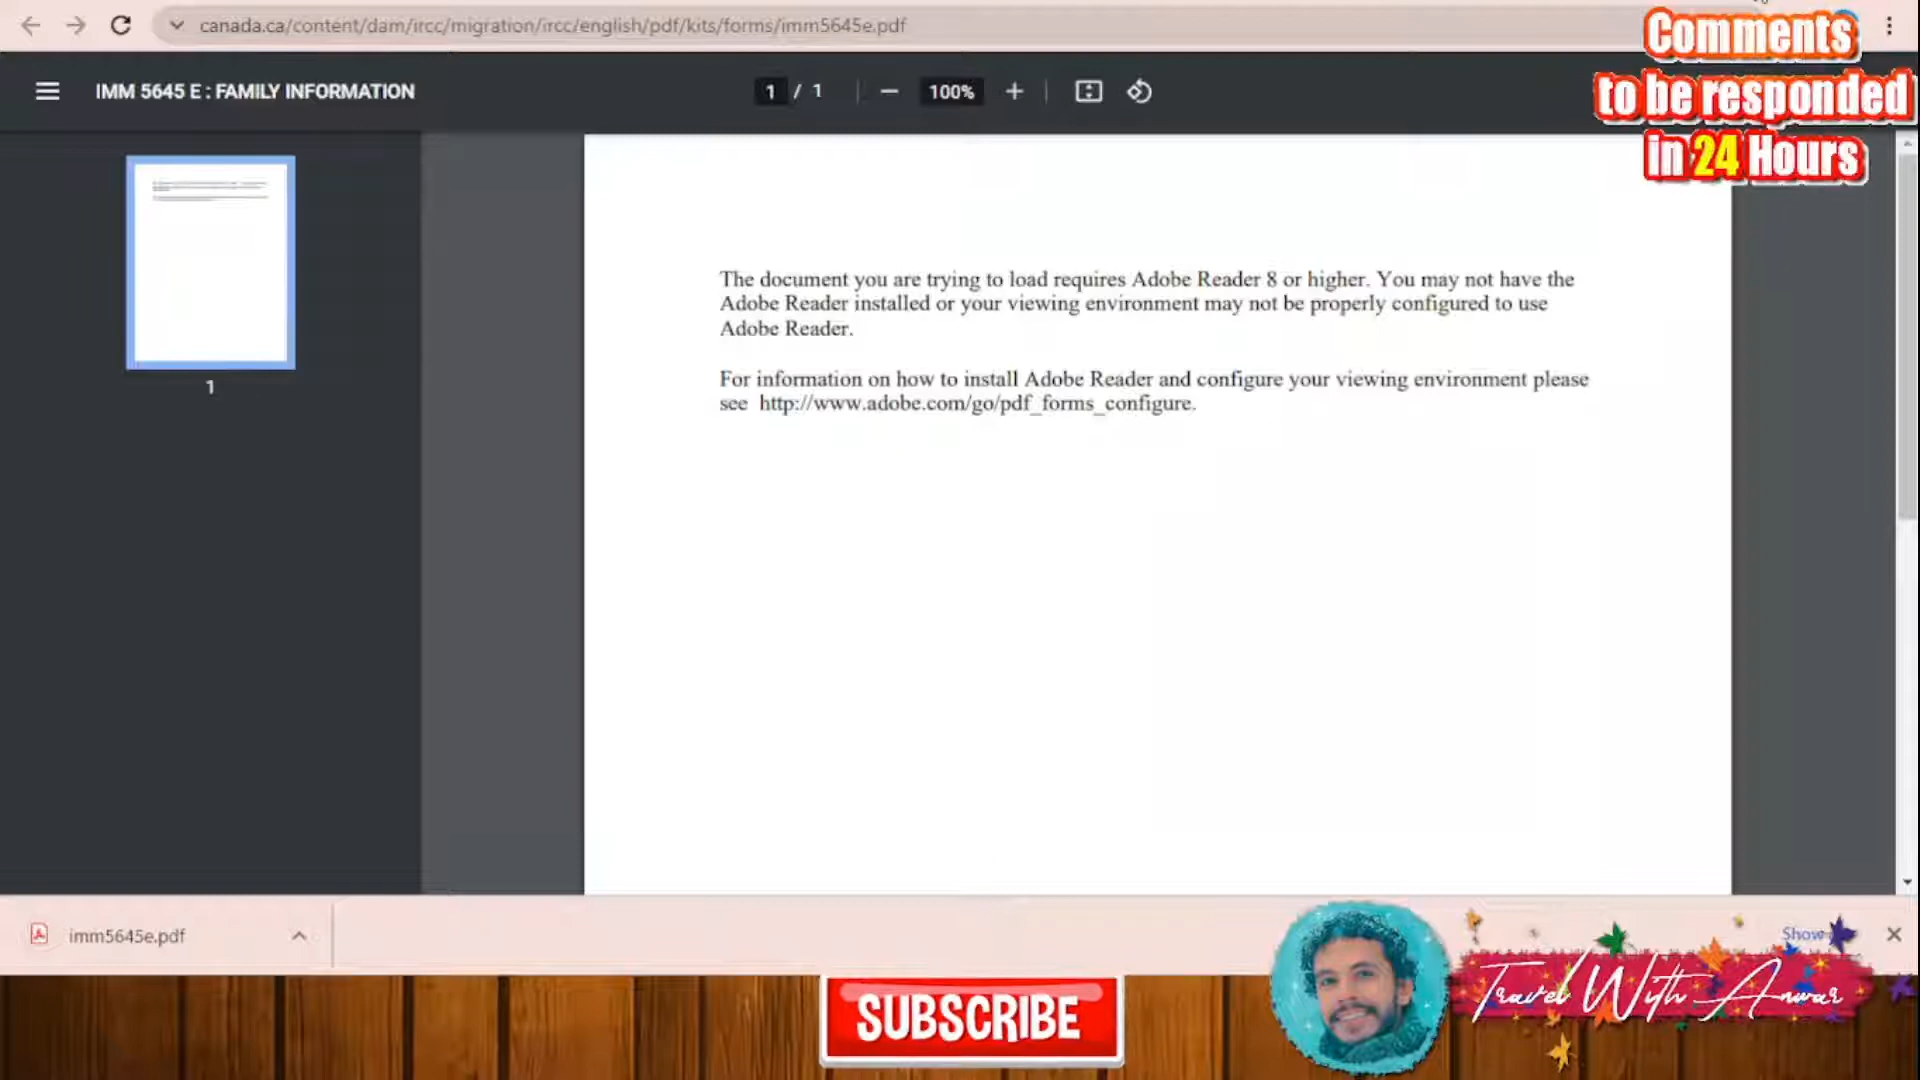 canada.ca/content/dam/ircc/migration/ircc/english/pdf/kits/forms/imm5645e.pdf
Comments
to be responded
in 24 Hours
IMM 5645 E : FAMILY INFORMATION
1 / 1
100%
The document you are trying to load requires Adobe Reader 8 or higher. You may not have the
Adobe Reader installed or your viewing environment may not be properly configured to use
Adobe Reader.
For information on how to install Adobe Reader and configure your viewing environment please
see http://www.adobe.com/go/pdf_forms_configure.
1
imm5645e.pdf
Show
SUBSCRIBE
Travel With Anwar